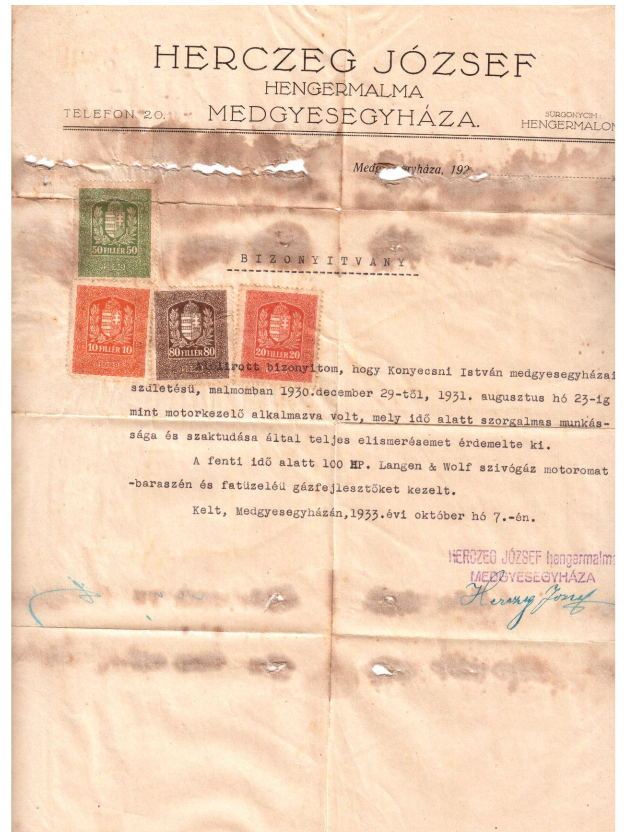 HERCZEG JÓZSEF
HENGERMALMA
TELEFON 20. MEDGYESEGYHÁZA. SÜRGÖNYCIM: HENGERMALOM
192
50 FILLÉR 50
BIZONYITVÁNY
10 FILLÉR 10
80 FILLÉR 80
20 FILLÉR 20
Alulirott bizonyitom, hogy Konyecsni István medgyesegyházai
születésü, malmomban 1930.december 29-től, 1931. augusztus hó 23-ig
mint motorkezelő alkalmazva volt, mely idő alatt szorgalmas munkás-
sága és szaktudása által teljes elismerésemet érdemelte ki.
A fenti idő alatt 100 HP. Langen & Wolf szivógáz motoromat
-baraszén és fatüzelésü gázfejlesztőket kezelt.
Kelt, Medgyesegyházán,1933.évi október hó 7.-én.
HERCZEG JÓZSEF hengermalma
MEDGYESEGYHÁZA
Herczeg József